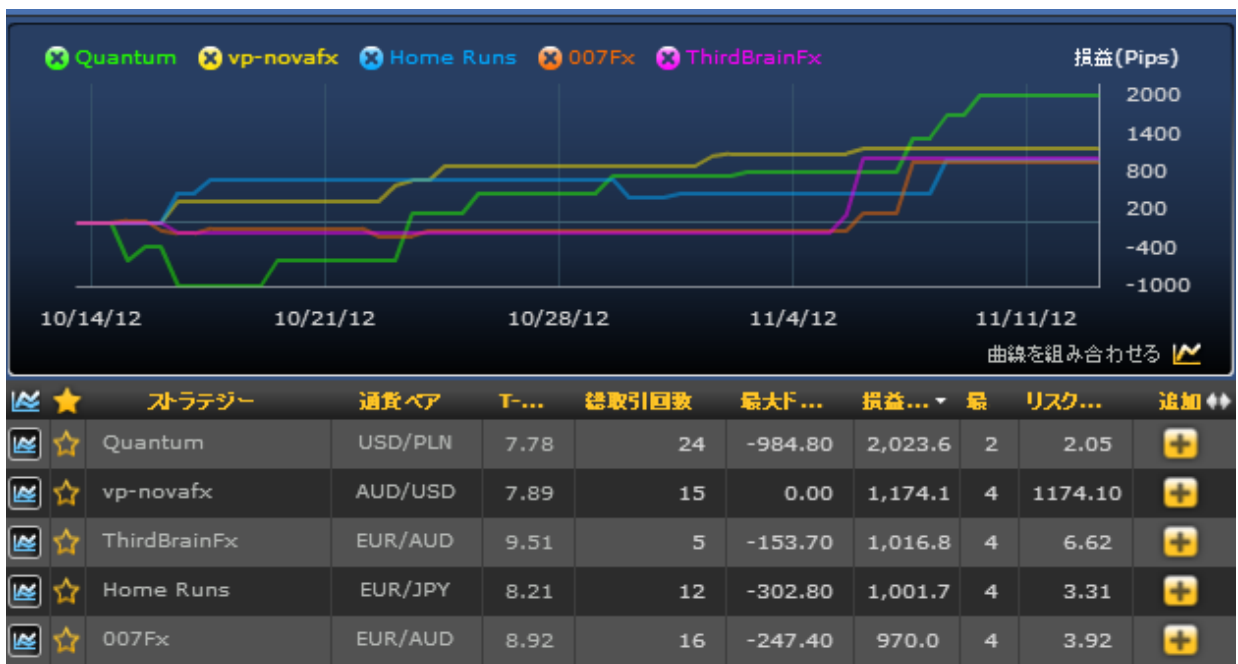 Quantum vp-novafx Home Runs 007Fx ThirdBrainFx 損益(Pips)
2000
1400
800
200
-400
-1000
10/14/12 10/21/12 10/28/12 11/4/12 11/11/12
曲線を組み合わせる
ストラテジー 通貨ペア T-... 総取引回数 最大ド... 損益... 最 リスク... 追加
Quantum USD/PLN 7.78 24 -984.80 2,023.6 2 2.05
vp-novafx AUD/USD 7.89 15 0.00 1,174.1 4 1174.10
ThirdBrainFx EUR/AUD 9.51 5 -153.70 1,016.8 4 6.62
Home Runs EUR/JPY 8.21 12 -302.80 1,001.7 4 3.31
007Fx EUR/AUD 8.92 16 -247.40 970.0 4 3.92